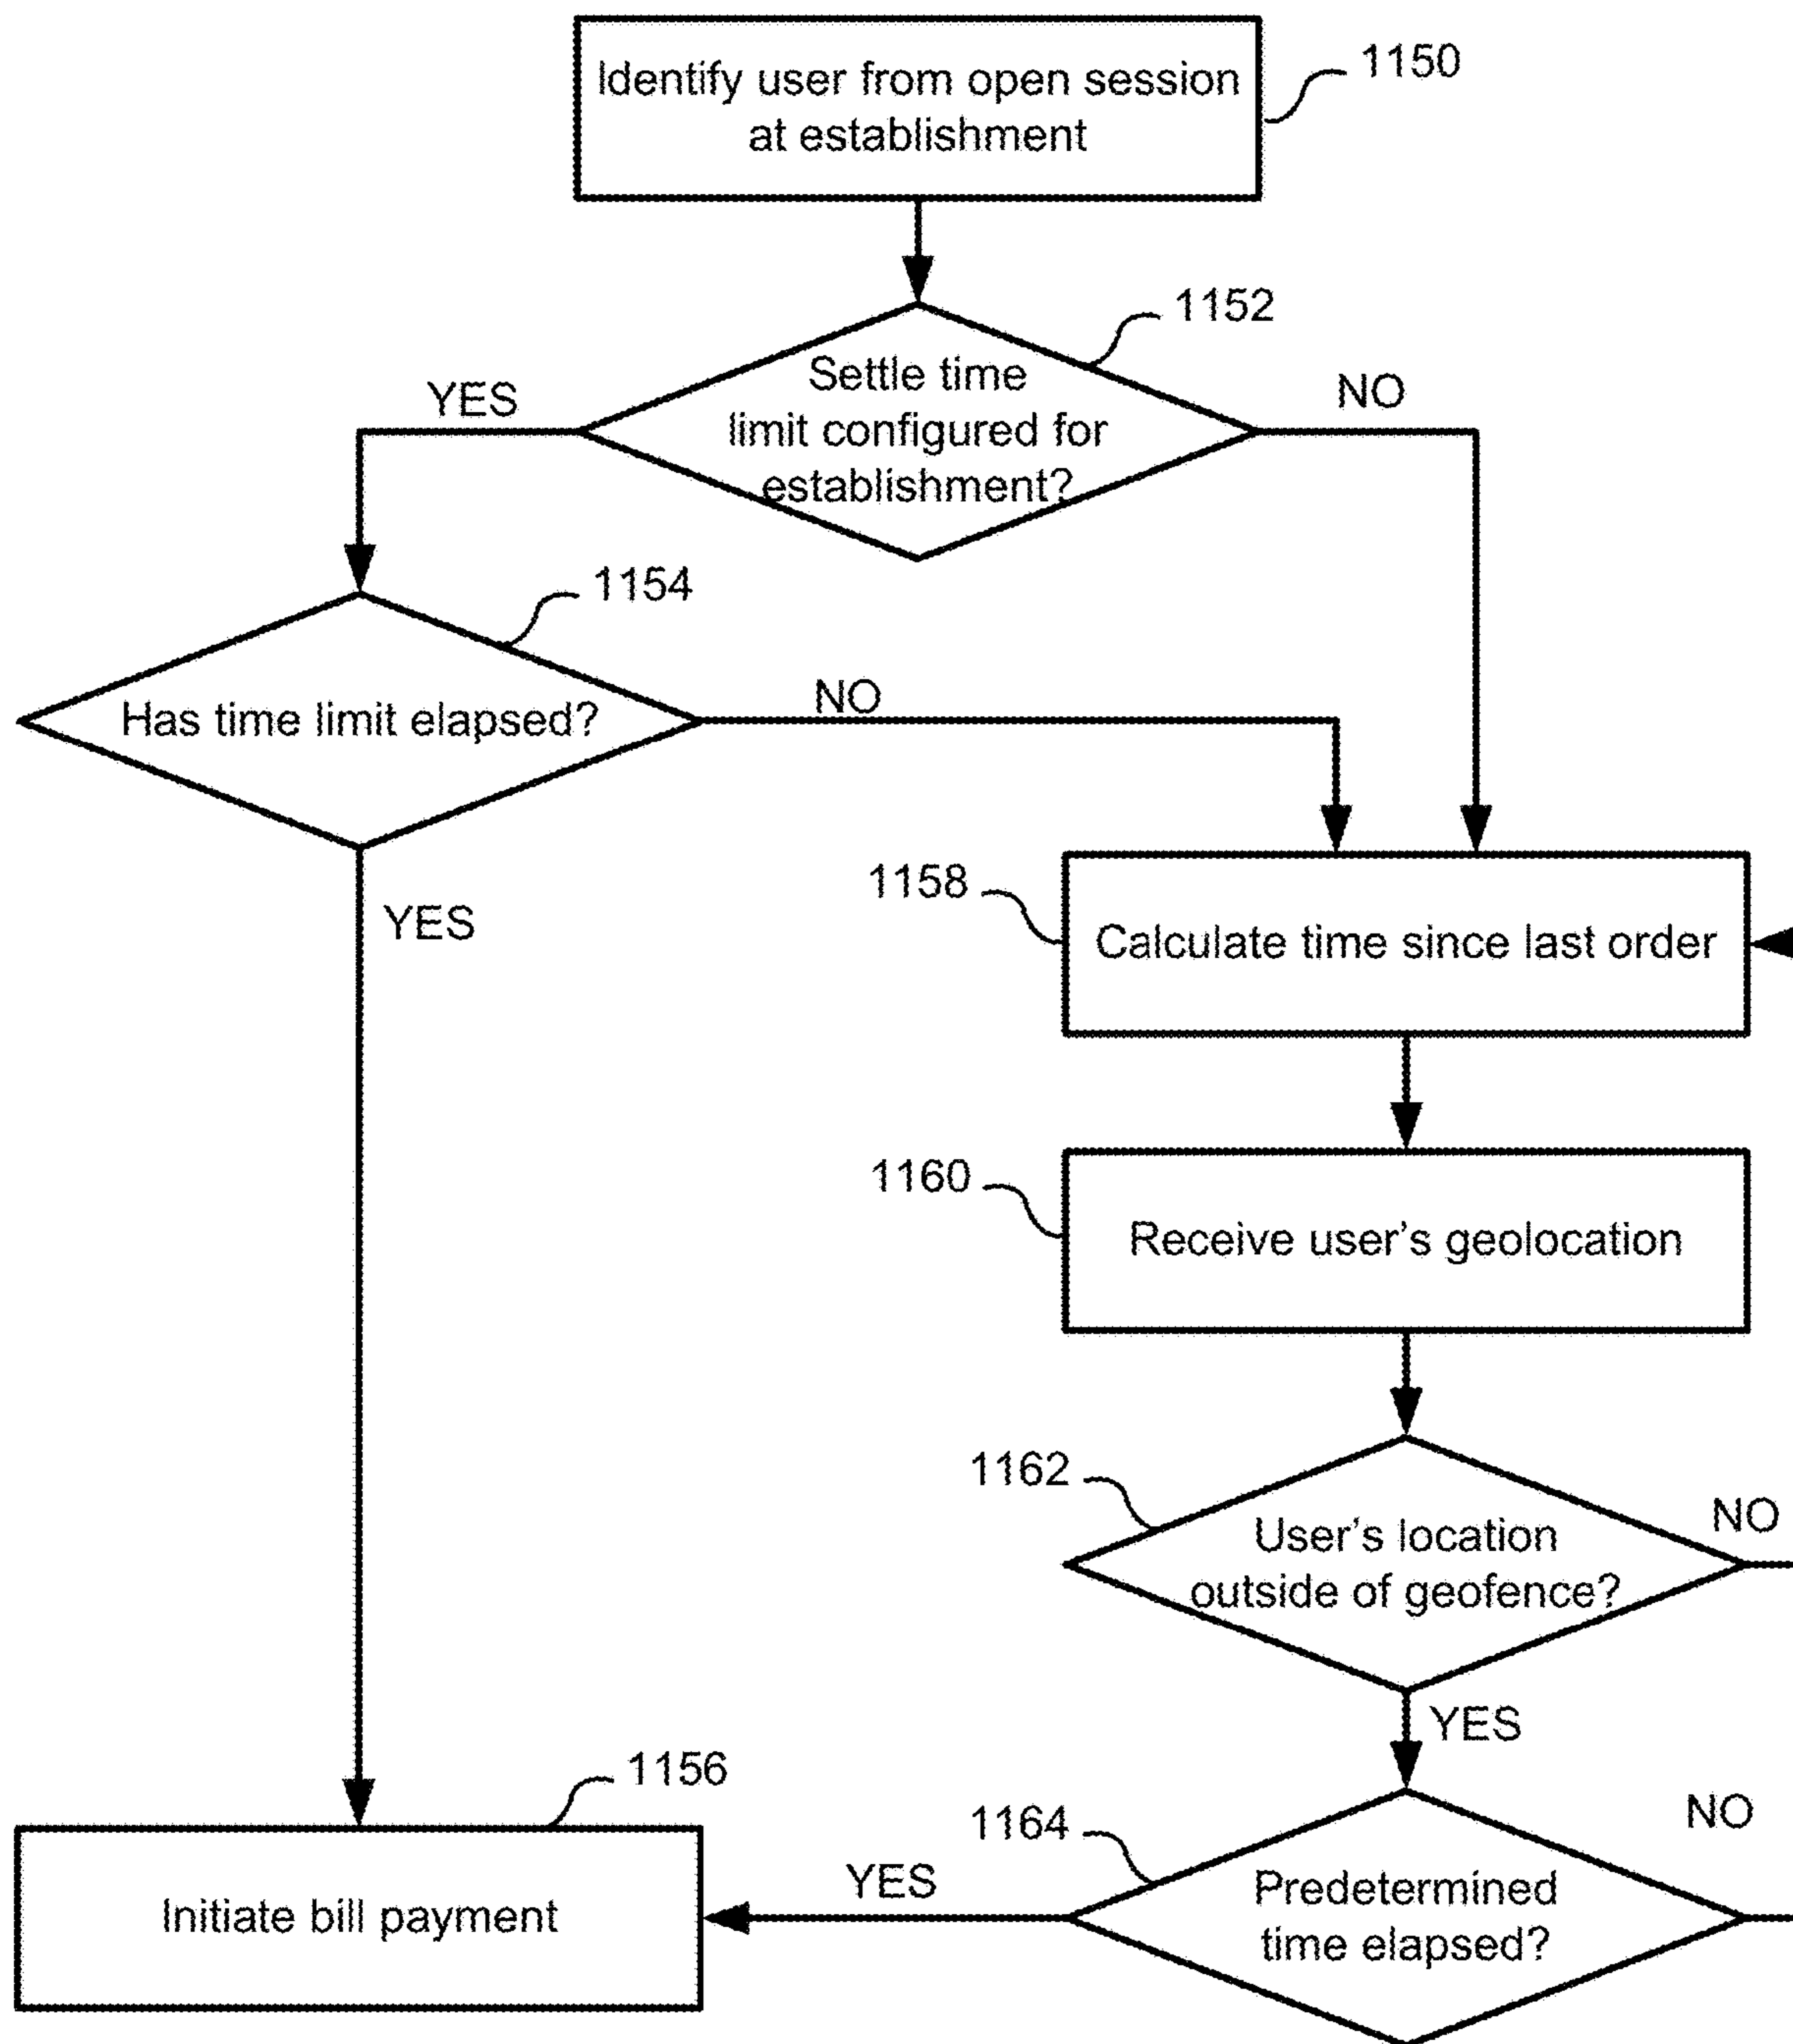 Identify user from open session
at establishment
1150
1152
Settle time
limit configured for
establishment?
YES
NO
1154
Has time limit elapsed?
NO
YES
1158
Calculate time since last order
1160
Receive user's geolocation
1162
User's location
outside of geofence?
NO
YES
1156
Initiate bill payment
YES
1164
Predetermined
time elapsed?
NO